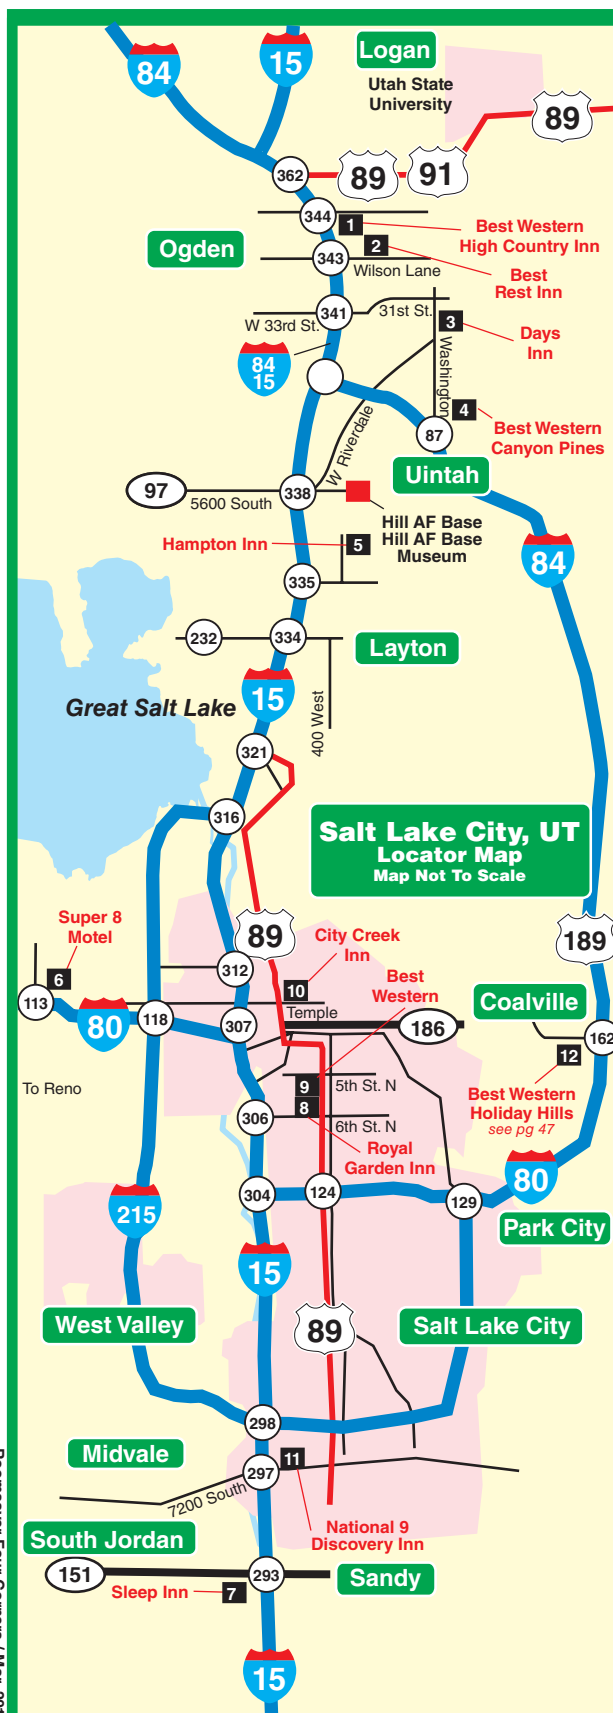 Logan
15
84
Utah State
University
89
362
89
91
344
1
Best Western
High Country Inn
Ogden
2
343
Wilson Lane
Best
Rest Inn
31st St.
341
W 33rd St.
3
Days
Inn
84
15
Washington
W Riverdale
4
87
Best Western
Canyon Pines
Uintah
97
5600 South
338
Hill AF Base
Hill AF Base
Museum
Hampton Inn
5
84
335
232
334
Layton
15
Great Salt Lake
400 West
321
316
Salt Lake City, UT
Locator Map
Map Not To Scale
Super 8
Motel
89
City Creek
Inn
189
312
6
Best
Western
10
113
80
118
307
Temple
186
Coalville
162
12
To Reno
9
5th St. N
8
306
6th St. N
Best Western
Holiday Hills
see pg 47
Royal
Garden Inn
80
304
124
129
215
Park City
15
West Valley
89
Salt Lake City
298
Midvale
11
297
7200 South
National 9
Discovery Inn
South Jordan
151
293
Sandy
Sleep Inn
7
15